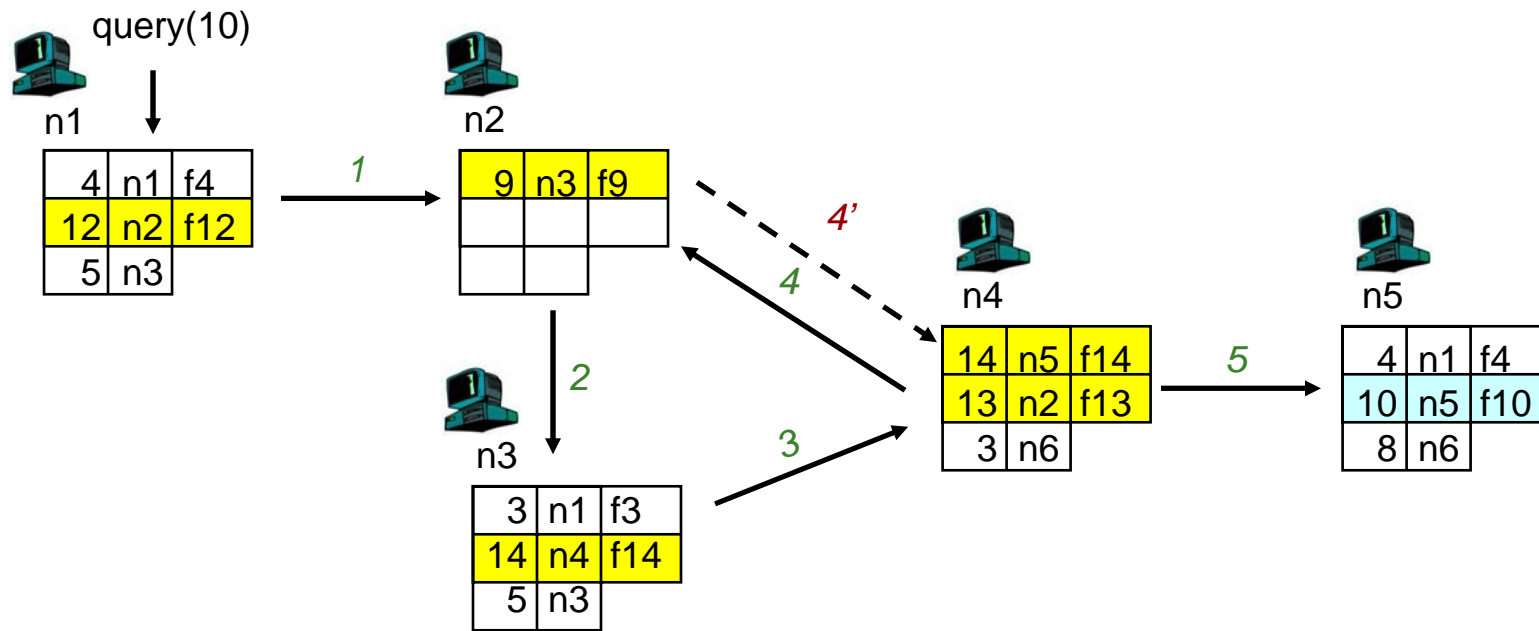 query(10)
n1
4 n1 f4
12 n2 f12
5 n3
1
n2
9 n3 f9
4’
4
2
n3
3 n1 f3
14 n4 f14
5 n3
3
n4
14 n5 f14
13 n2 f13
3 n6
5
n5
4 n1 f4
10 n5 f10
8 n6